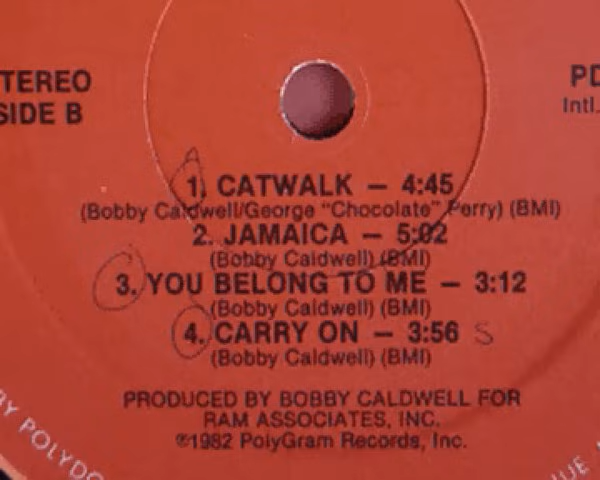 STEREO
SIDE B
PD
Intl.
1. CATWALK – 4:45
(Bobby Caldwell/George "Chocolate" Perry) (BMI)
2. JAMAICA – 5:02
(Bobby Caldwell) (BMI)
3. YOU BELONG TO ME – 3:12
(Bobby Caldwell) (BMI)
4. CARRY ON – 3:56 S
(Bobby Caldwell) (BMI)
PRODUCED BY BOBBY CALDWELL FOR
RAM ASSOCIATES, INC.
℗1982 PolyGram Records, Inc.
BY POLYDO